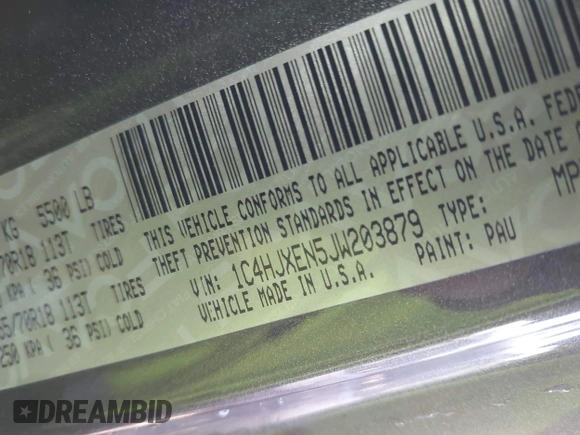 KG 5500 LB
70R18 113T TIRES
KPA ( 36 PSI) COLD
65/70R18 113T TIRES
250 KPA ( 36 PSI) COLD
THIS VEHICLE CONFORMS TO ALL APPLICABLE U.S.A. FEDE
THEFT PREVENTION STANDARDS IN EFFECT ON THE DATE
VIN: 1C4HJXEN5JW203879 TYPE: MP
VEHICLE MADE IN U.S.A. PAINT: PAU
DREAMBID